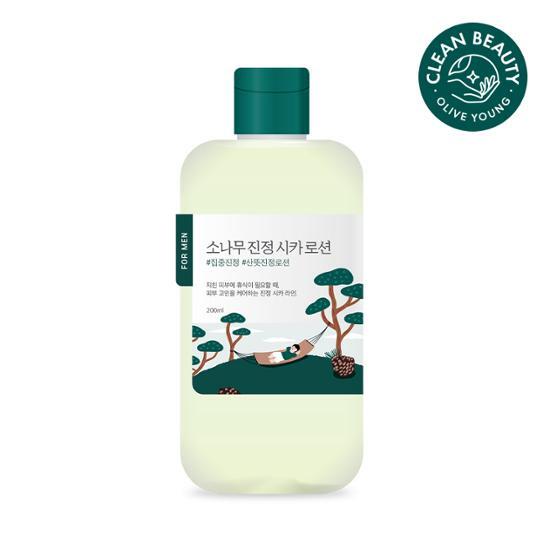 CLEAN BEAUTY
· OLIVE YOUNG ·
FOR MEN
소나무 진정 시카 로션
#집중진정 #산뜻진정로션
지친 피부에 휴식이 필요할 때,
피부 고민을 케어하는 진정 시카 라인.
200ml